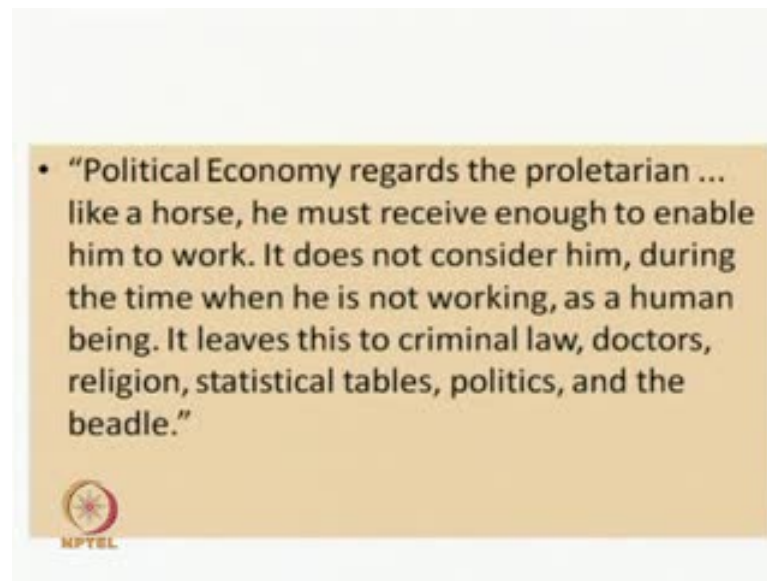 • “Political Economy regards the proletarian ...
like a horse, he must receive enough to enable
him to work. It does not consider him, during
the time when he is not working, as a human
being. It leaves this to criminal law, doctors,
religion, statistical tables, politics, and the
beadle.”
NPTEL